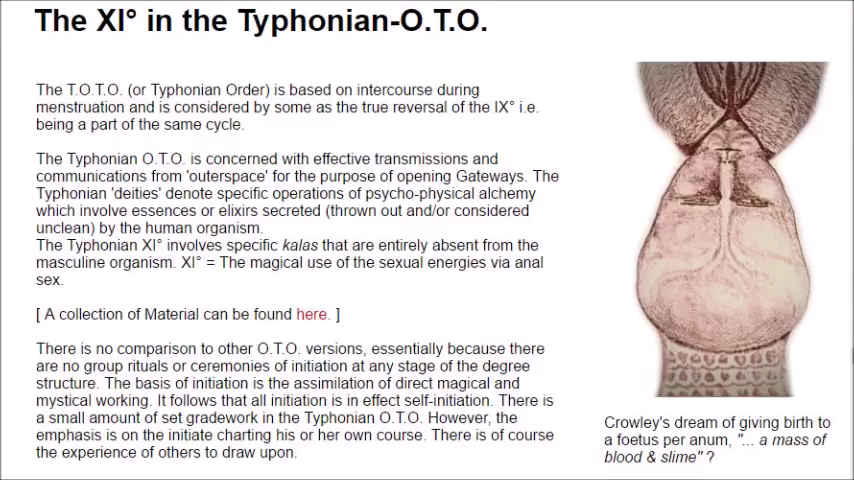 The XI° in the Typhonian-O.T.O.
The T.O.T.O. (or Typhonian Order) is based on intercourse during
menstruation and is considered by some as the true reversal of the IX° i.e.
being a part of the same cycle.
The Typhonian O.T.O. is concerned with effective transmissions and
communications from 'outerspace' for the purpose of opening Gateways. The
Typhonian 'deities' denote specific operations of psycho-physical alchemy
which involve essences or elixirs secreted (thrown out and/or considered
unclean) by the human organism.
The Typhonian XI° involves specific kalas that are entirely absent from the
masculine organism. XI° = The magical use of the sexual energies via anal
sex.
[ A collection of Material can be found here. ]
There is no comparison to other O.T.O. versions, essentially because there
are no group rituals or ceremonies of initiation at any stage of the degree
structure. The basis of initiation is the assimilation of direct magical and
mystical working. It follows that all initiation is in effect self-initiation. There is
a small amount of set gradework in the Typhonian O.T.O. However, the
emphasis is on the initiate charting his or her own course. There is of course
the experience of others to draw upon.
Crowley's dream of giving birth to
a foetus per anum, "... a mass of
blood & slime" ?